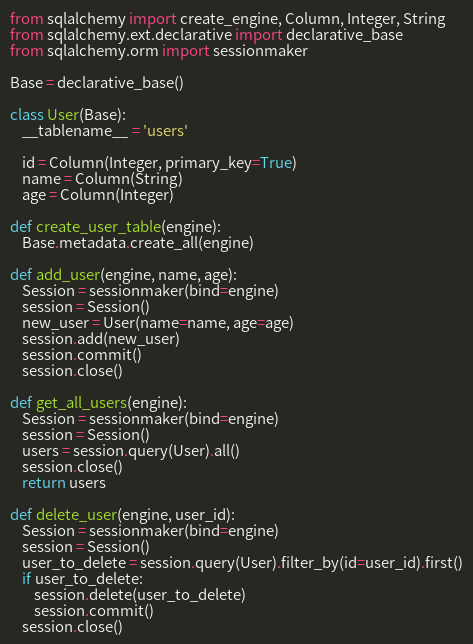 from sqlalchemy import create_engine, Column, Integer, String
from sqlalchemy.ext.declarative import declarative_base
from sqlalchemy.orm import sessionmaker

Base = declarative_base()

class User(Base):
    __tablename__ = 'users'

    id = Column(Integer, primary_key=True)
    name = Column(String)
    age = Column(Integer)

def create_user_table(engine):
    Base.metadata.create_all(engine)

def add_user(engine, name, age):
    Session = sessionmaker(bind=engine)
    session = Session()
    new_user = User(name=name, age=age)
    session.add(new_user)
    session.commit()
    session.close()

def get_all_users(engine):
    Session = sessionmaker(bind=engine)
    session = Session()
    users = session.query(User).all()
    session.close()
    return users

def delete_user(engine, user_id):
    Session = sessionmaker(bind=engine)
    session = Session()
    user_to_delete = session.query(User).filter_by(id=user_id).first()
    if user_to_delete:
        session.delete(user_to_delete)
        session.commit()
    session.close()